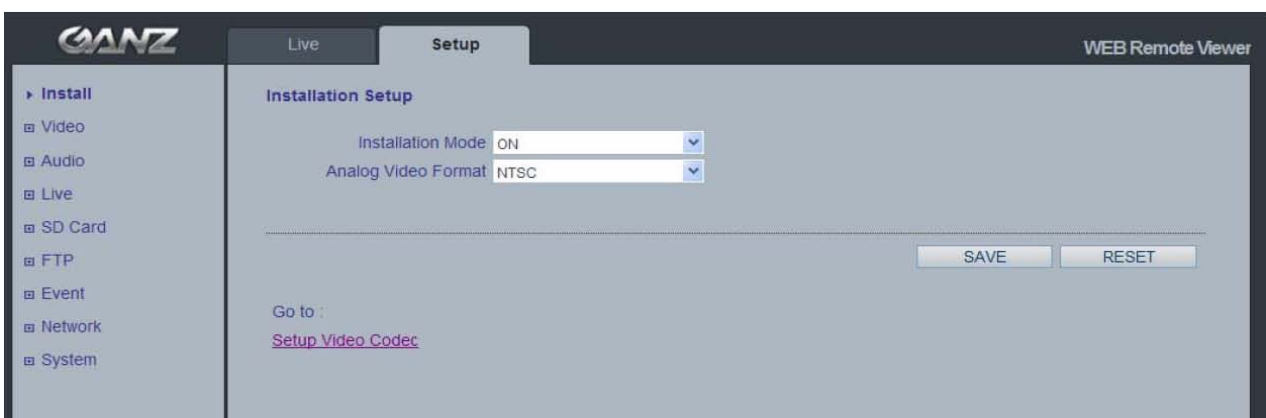 GANZ
Live
Setup
WEB Remote Viewer
Install
Video
Audio
Live
SD Card
FTP
Event
Network
System
Installation Setup
Installation Mode ON
Analog Video Format NTSC
SAVE
RESET
Go to :
Setup Video Codec